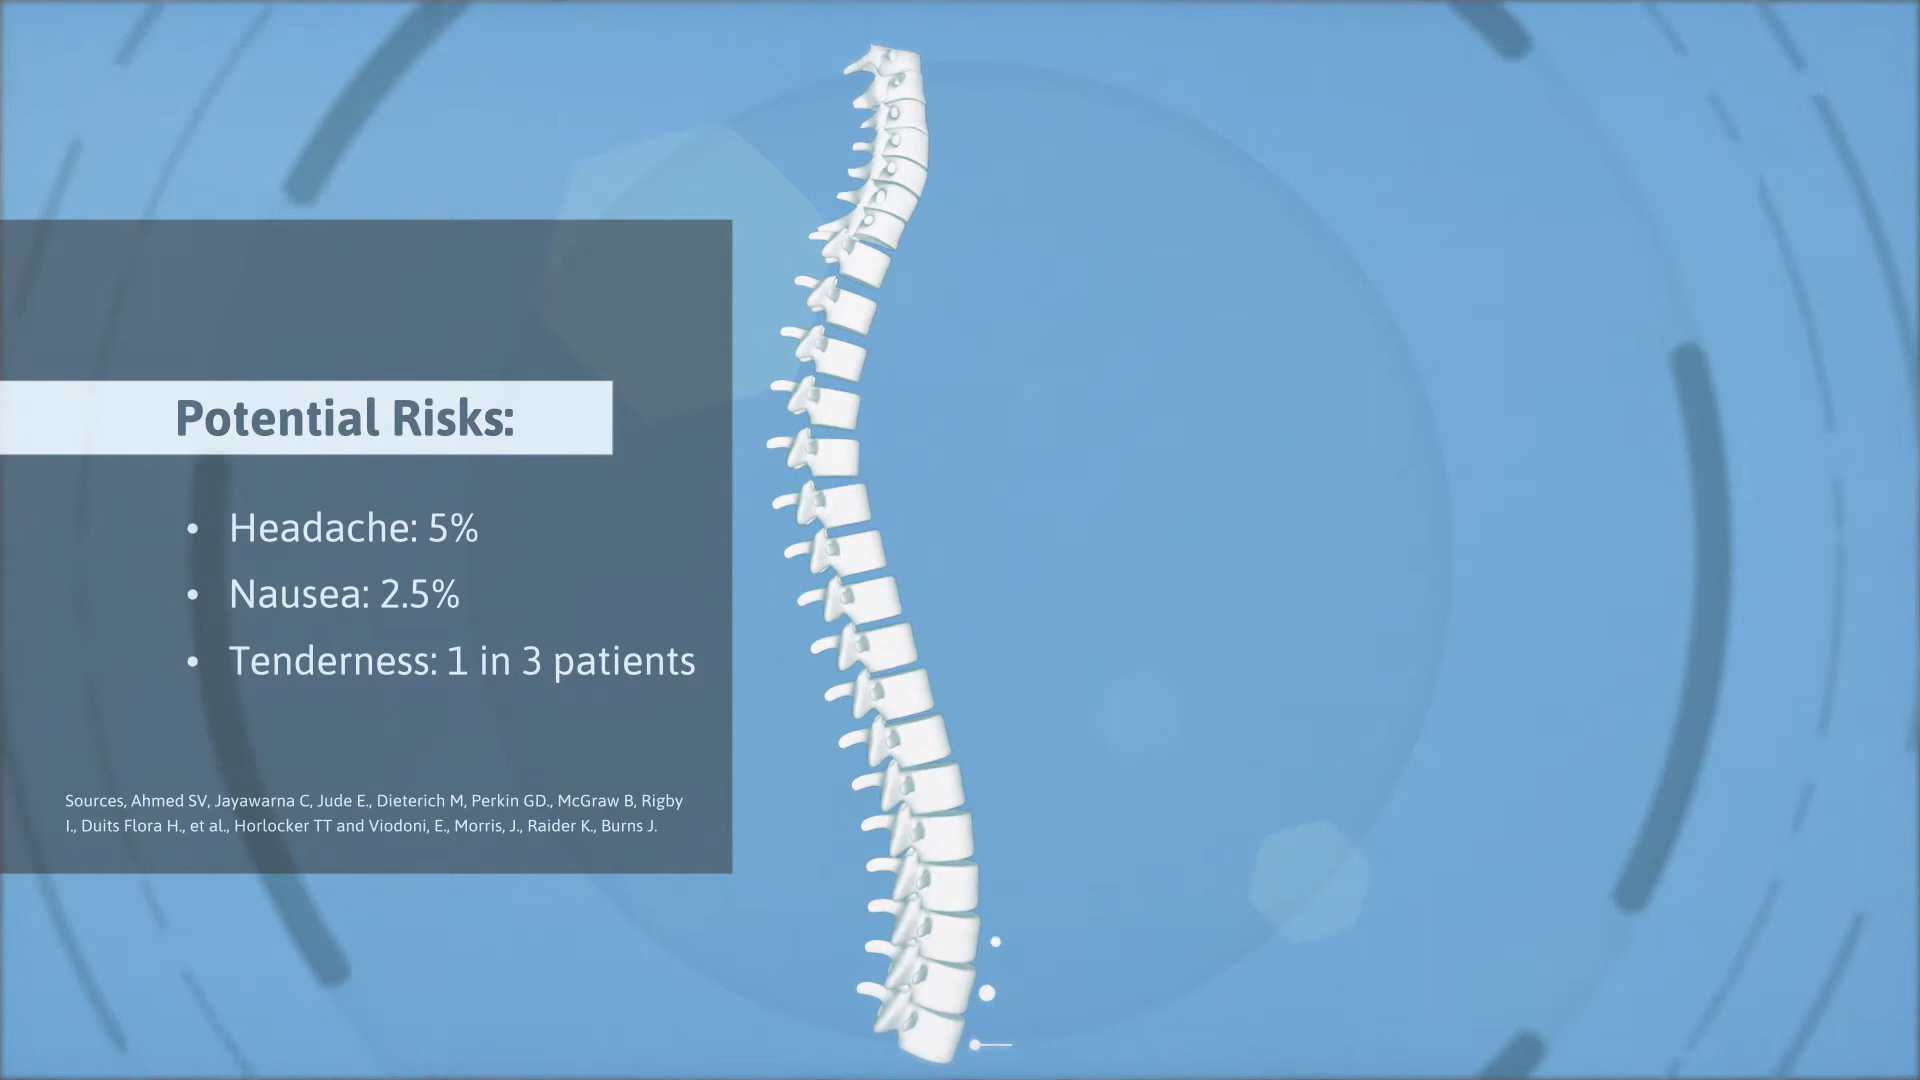 Potential Risks:
• Headache: 5%
• Nausea: 2.5%
• Tenderness: 1 in 3 patients
Sources, Ahmed SV, Jayawarna C, Jude E., Dieterich M, Perkin GD., McGraw B, Rigby
I., Duits Flora H., et al., Horlocker TT and Viodoni, E., Morris, J., Raider K., Burns J.